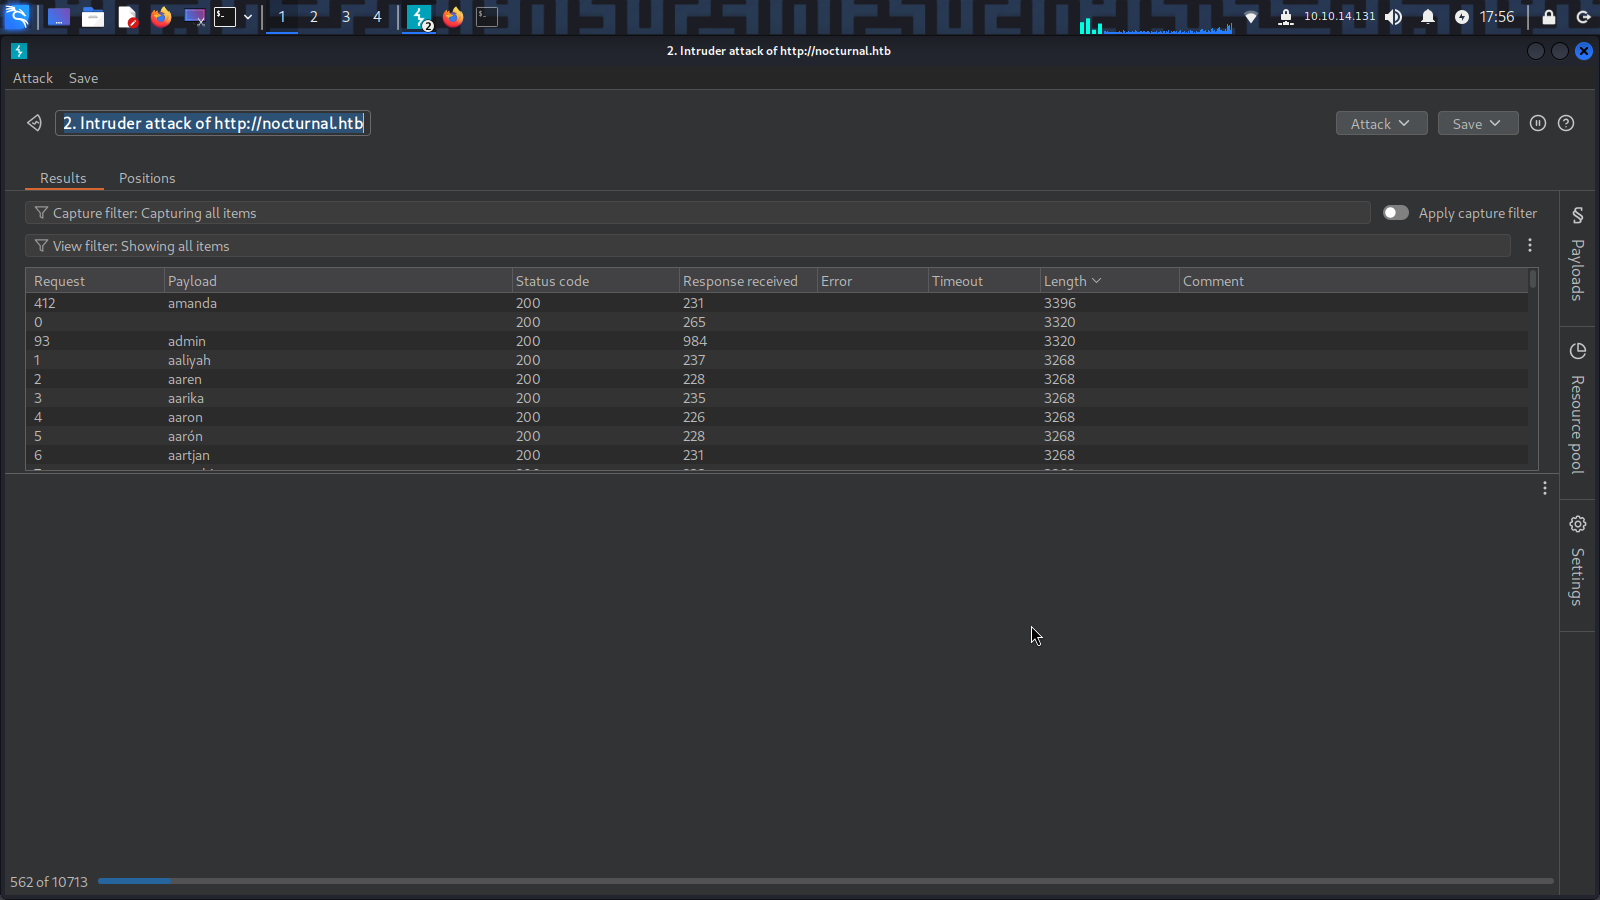 1 2 3 4 2 10.10.14.131 17:56
2. Intruder attack of http://nocturnal.htb
Attack Save
2. Intruder attack of http://nocturnal.htb Attack Save
Results Positions
Capture filter: Capturing all items Apply capture filter
View filter: Showing all items
Request Payload Status code Response received Error Timeout Length Comment
412 amanda 200 231 3396
0 200 265 3320
93 admin 200 984 3320
1 aaliyah 200 237 3268
2 aaren 200 228 3268
3 aarika 200 235 3268
4 aaron 200 226 3268
5 aarón 200 228 3268
6 aartjan 200 231 3268
Payloads
Resource pool
Settings
562 of 10713